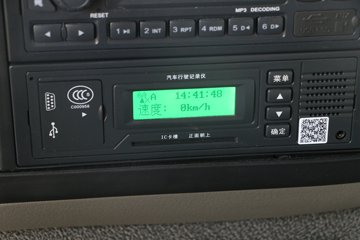 RESET
MP3 DECODING
1 2 INT 3 RPT 4 RDM 5 D- 6 D+
汽车行驶记录仪
A 14:41:48
速度: 0km/h
菜单
确定
C000956
IC卡槽 正面朝上